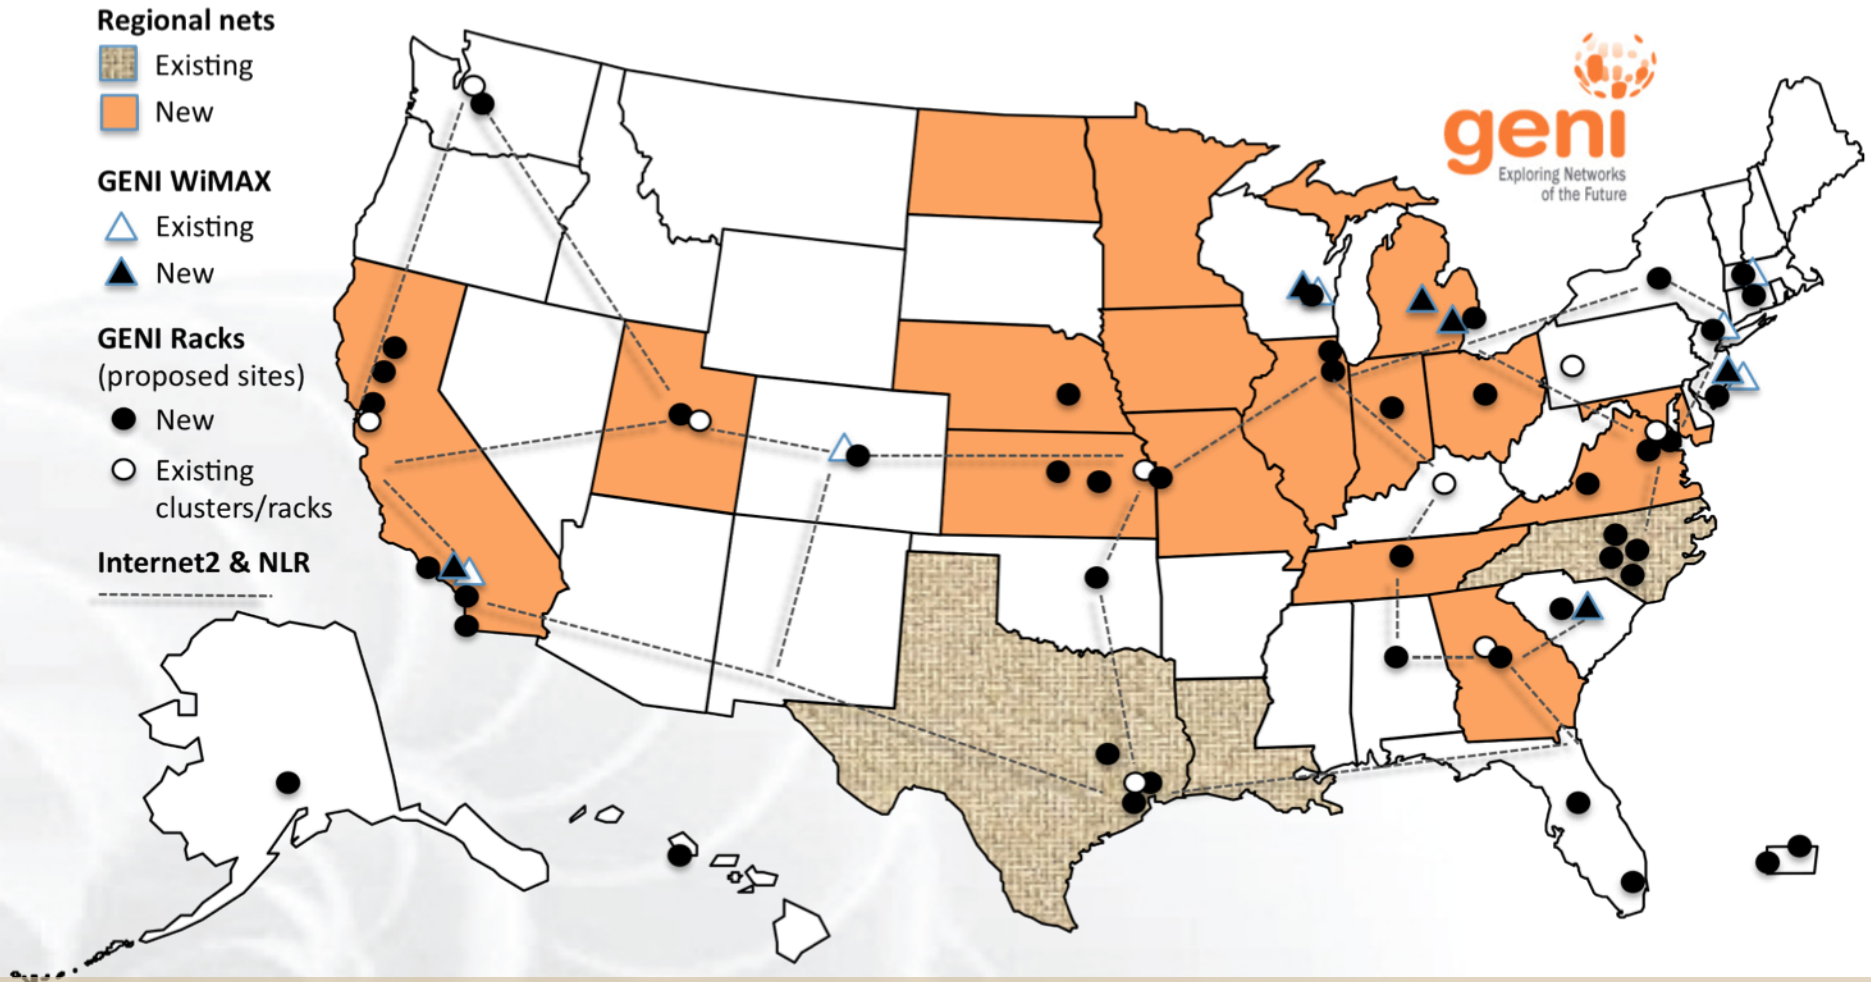 Regional nets
Existing
New
GENI WiMAX
Existing
New
GENI Racks
(proposed sites)
New
Existing
clusters/racks
Internet2 & NLR
geni
Exploring Networks
of the Future